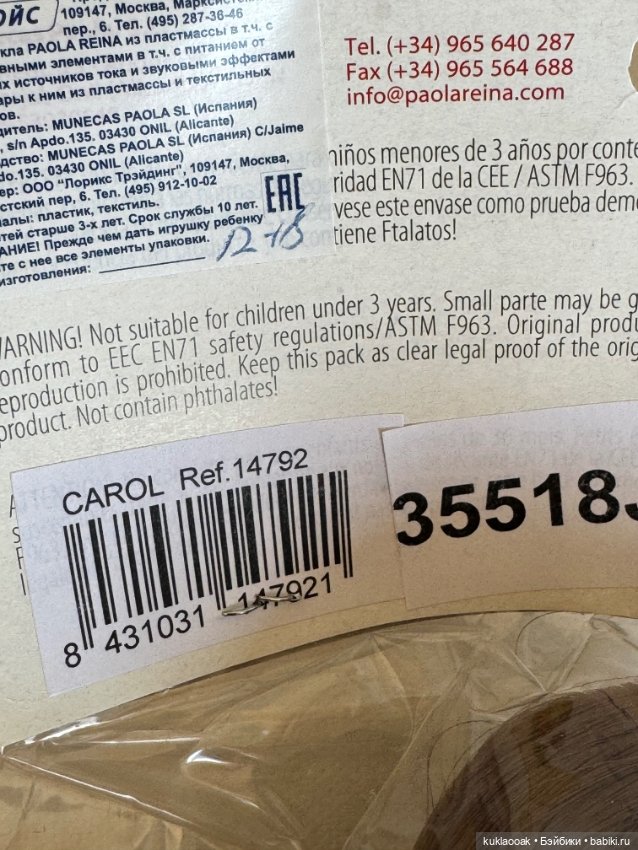 ОЙС
109147, Москва, Марксистский
пер., 6. Тел. (495) 287-36-46
кла PAOLA REINA из пластмассы в т.ч. с
вными элементами в т.ч. с питанием от
х источников тока и звуковыми эффектами
ары к ним из пластмассы и текстильных
ов.
дитель: MUNECAS PAOLA SL (Испания)
, s/n Apdo.135. 03430 ONIL (Alicante)
дство: MUNECAS PAOLA SL (Испания) C/Jaime
do.135. 03430 ONIL (Alicante)
ер: ООО "Лорикс Трэйдинг", 109147, Москва,
стский пер, 6. Тел. (495) 912-10-02
алы: пластик, текстиль.
тей старше 3-х лет. Срок службы 10 лет.
АНИЕ! Прежде чем дать игрушку ребенку
те с нее все элементы упаковки.
изготовления:
12-18
EAC
Tel. (+34) 965 640 287
Fax (+34) 965 564 688
info@paolareina.com
niños menores de 3 años por conte
ridad EN71 de la CEE / ASTM F963.
vese este envase como prueba dem
tiene Ftalatos!
WARNING! Not suitable for children under 3 years. Small parte may be g
onform to EEC EN71 safety regulations/ASTM F963. Original produ
eproduction is prohibited. Keep this pack as clear legal proof of the orig
product. Not contain phthalates!
CAROL Ref.14792
8 431031 147921
35518
kuklaooak • Бэйбики • babiki.ru